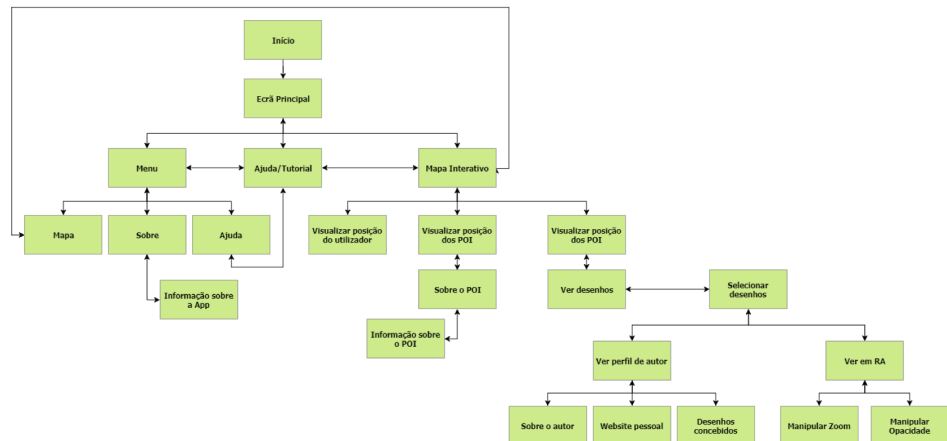 Início
Ecrã Principal
Menu
Ajuda/Tutorial
Mapa Interativo
Mapa
Sobre
Ajuda
Visualizar posição
do utilizador
Visualizar posição
dos POI
Visualizar posição
dos POI
Informação sobre
a App
Sobre o POI
Ver desenhos
Selecionar
desenhos
Informação sobre
o POI
Ver perfil de autor
Ver em RA
Sobre o autor
Website pessoal
Desenhos
concebidos
Manipular Zoom
Manipular
Opacidade